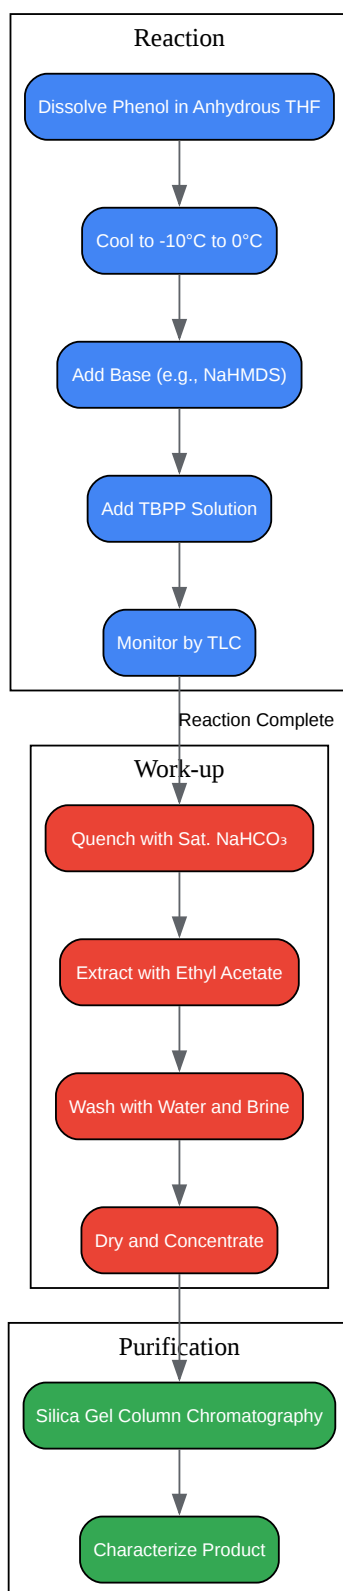 Reaction
Dissolve Phenol in Anhydrous THF
Cool to -10°C to 0°C
Add Base (e.g., NaHMDS)
Add TBPP Solution
Monitor by TLC
Reaction Complete
Work-up
Quench with Sat. NaHCO₃
Extract with Ethyl Acetate
Wash with Water and Brine
Dry and Concentrate
Purification
Silica Gel Column Chromatography
Characterize Product